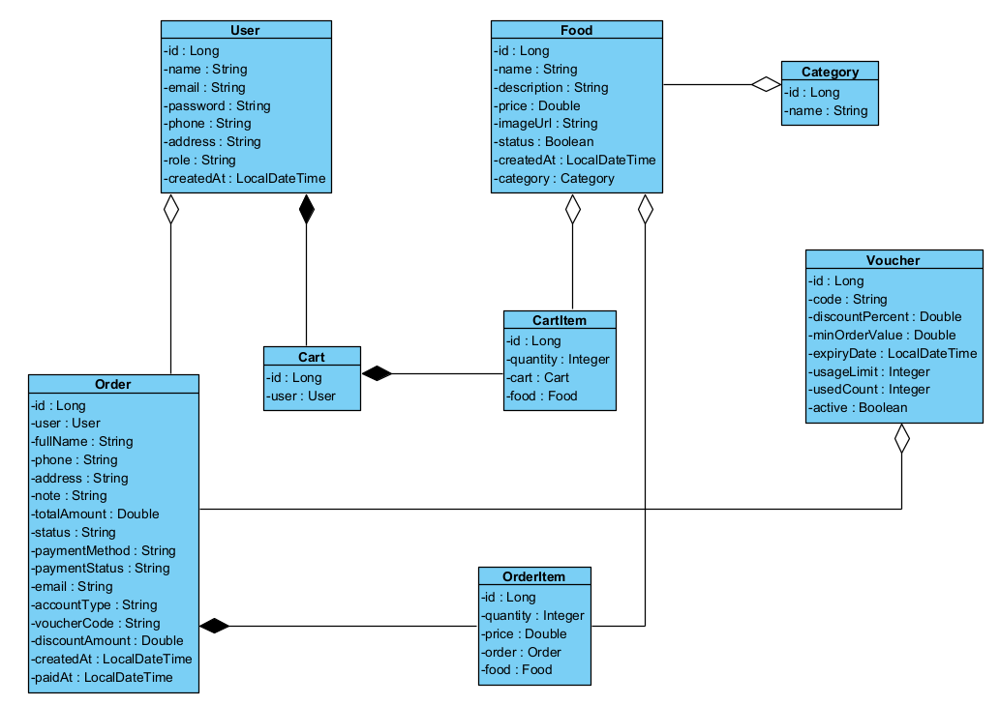 User
-id : Long
-name : String
-email : String
-password : String
-phone : String
-address : String
-role : String
-createdAt : LocalDateTime
Food
-id : Long
-name : String
-description : String
-price : Double
-imageUrl : String
-status : Boolean
-createdAt : LocalDateTime
-category : Category
Category
-id : Long
-name : String
Voucher
-id : Long
-code : String
-discountPercent : Double
-minOrderValue : Double
-expiryDate : LocalDateTime
-usageLimit : Integer
-usedCount : Integer
-active : Boolean
CartItem
-id : Long
-quantity : Integer
-cart : Cart
-food : Food
Cart
-id : Long
-user : User
Order
-id : Long
-user : User
-fullName : String
-phone : String
-address : String
-note : String
-totalAmount : Double
-status : String
-paymentMethod : String
-paymentStatus : String
-email : String
-accountType : String
-voucherCode : String
-discountAmount : Double
-createdAt : LocalDateTime
-paidAt : LocalDateTime
OrderItem
-id : Long
-quantity : Integer
-price : Double
-order : Order
-food : Food